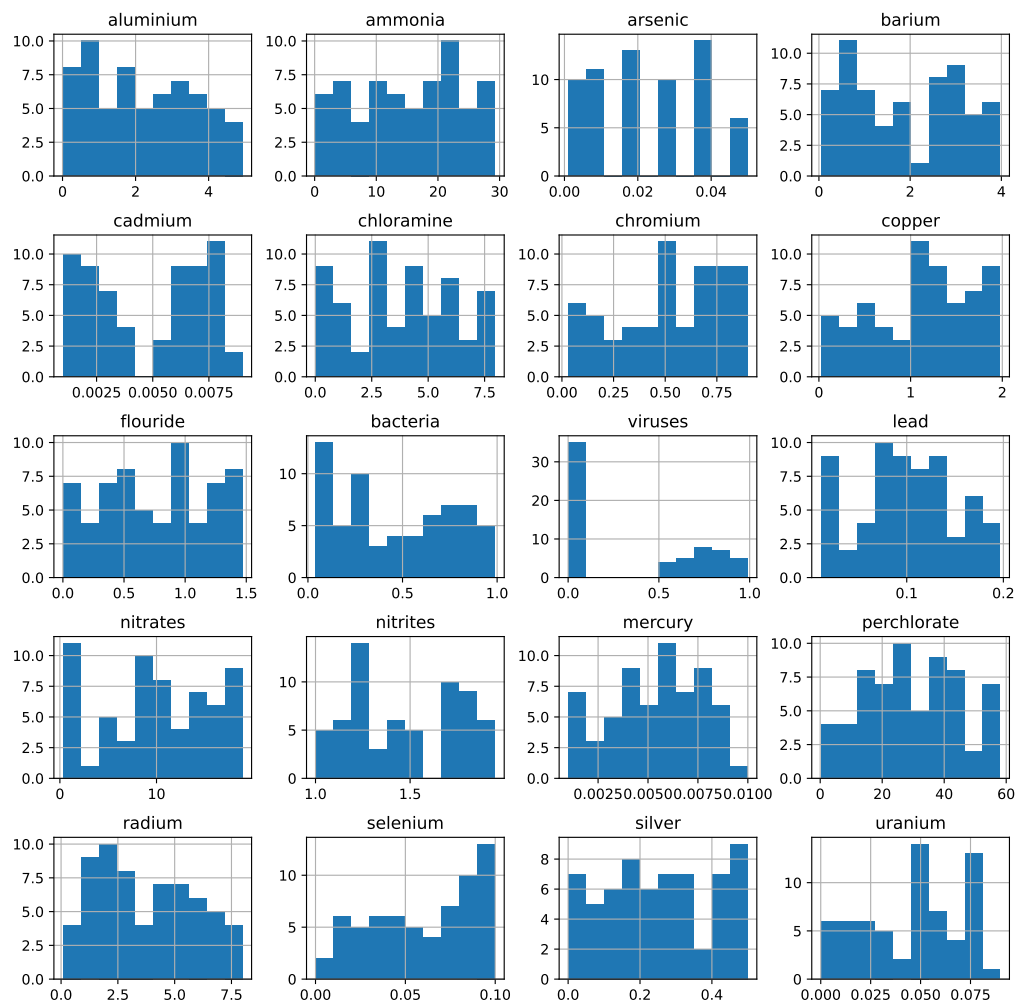 aluminium ammonia arsenic barium
10.0 10.0 10 10.0
7.5 7.5 5 7.5
5.0 5.0 0 5.0
2.5 2.5 2.5
0.0 0.0 0.0
0 2 4 0 10 20 30 0.00 0.02 0.04 0 2 4
cadmium chloramine chromium copper
10.0 10.0 10.0 10.0
7.5 7.5 7.5 7.5
5.0 5.0 5.0 5.0
2.5 2.5 2.5 2.5
0.0 0.0 0.0 0.0
0.0025 0.0050 0.0075 0.0 2.5 5.0 7.5 0.00 0.25 0.50 0.75 0 1 2
flouride bacteria viruses lead
10.0 10 30 10.0
7.5 5 20 7.5
5.0 0 10 5.0
2.5 0 2.5
0.0 0.0
0.0 0.5 1.0 1.5 0.0 0.5 1.0 0.0 0.5 1.0 0.1 0.2
nitrates nitrites mercury perchlorate
10.0 10 10.0 10.0
7.5 5 7.5 7.5
5.0 0 5.0 5.0
2.5 2.5 2.5
0.0 0.0 0.0
0 10 1.0 1.5 0.0025 0.0050 0.0075 0.0100 0 20 40 60
radium selenium silver uranium
10.0 10 8 10
7.5 5 6 5
5.0 0 4 0
2.5 2
0.0 0
0.0 2.5 5.0 7.5 0.00 0.05 0.10 0.0 0.2 0.4 0.000 0.025 0.050 0.075